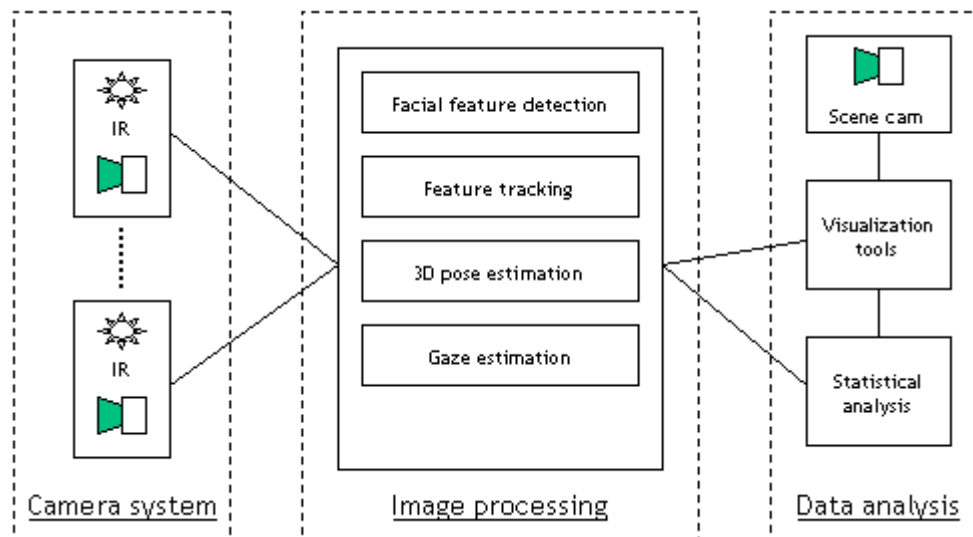 IR
IR
Camera system
Facial feature detection
Feature tracking
3D pose estimation
Gaze estimation
Image processing
Scene cam
Visualization
tools
Statistical
analysis
Data analysis